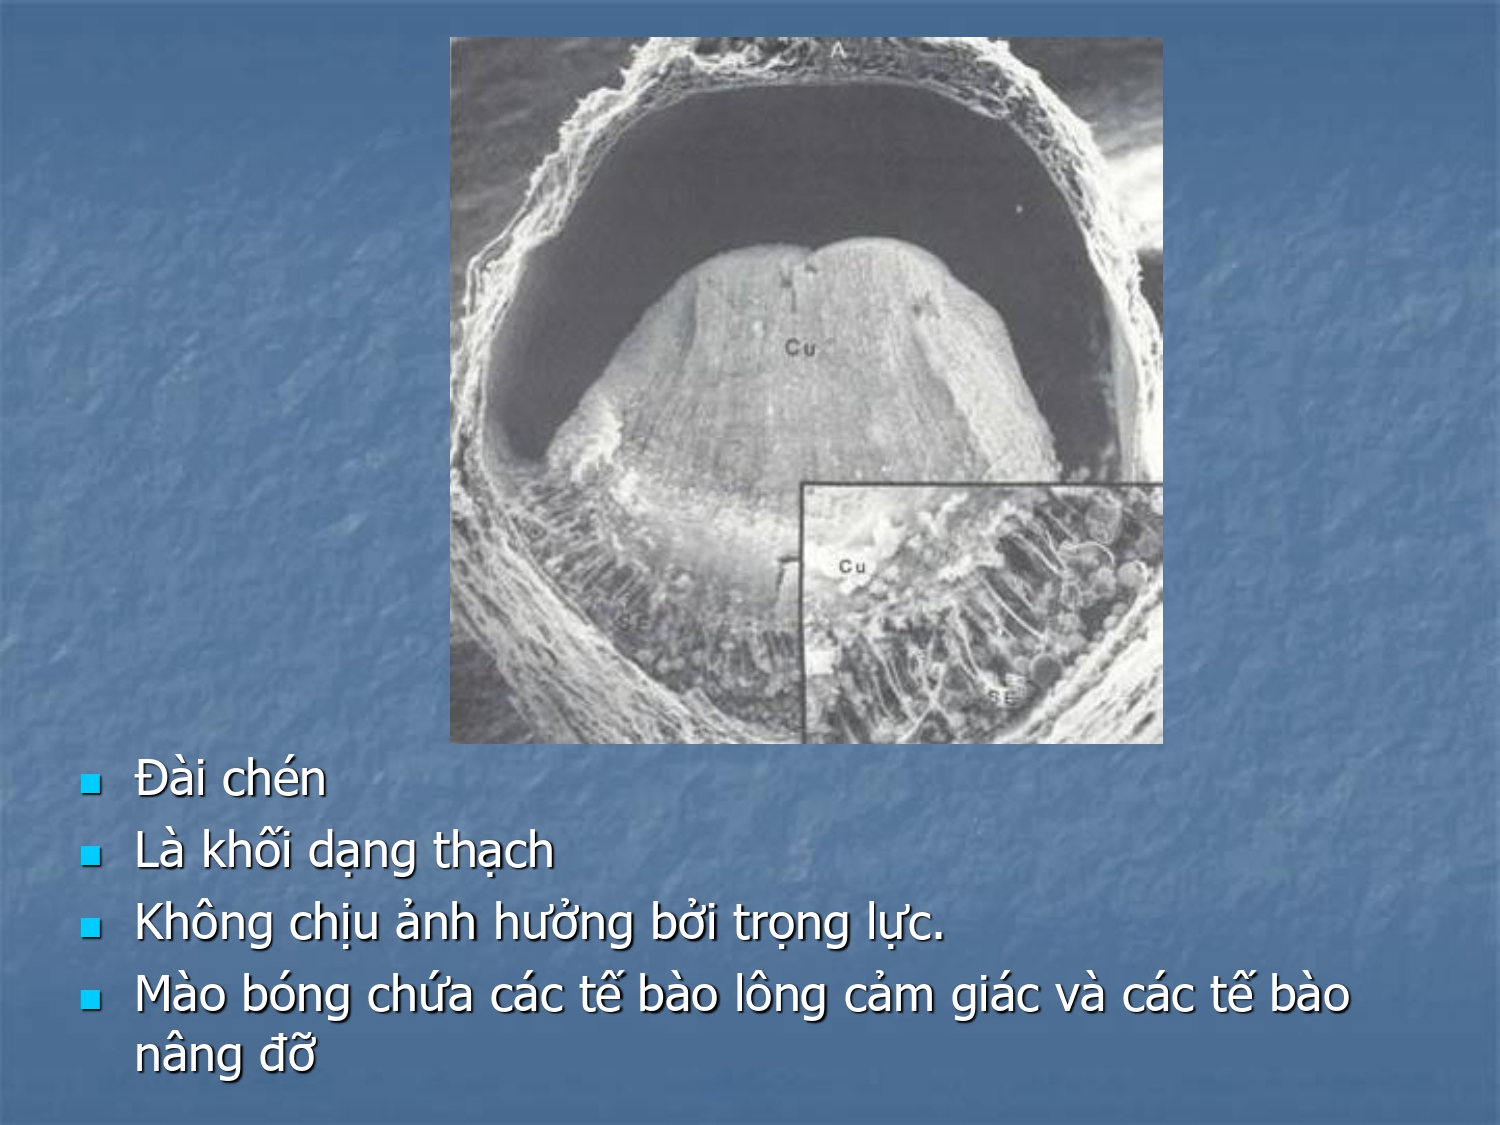 A
Cu
Cu
SE
SE
Đài chén
Là khối dạng thạch
Không chịu ảnh hưởng bởi trọng lực.
Mào bóng chứa các tế bào lông cảm giác và các tế bào
nâng đỡ